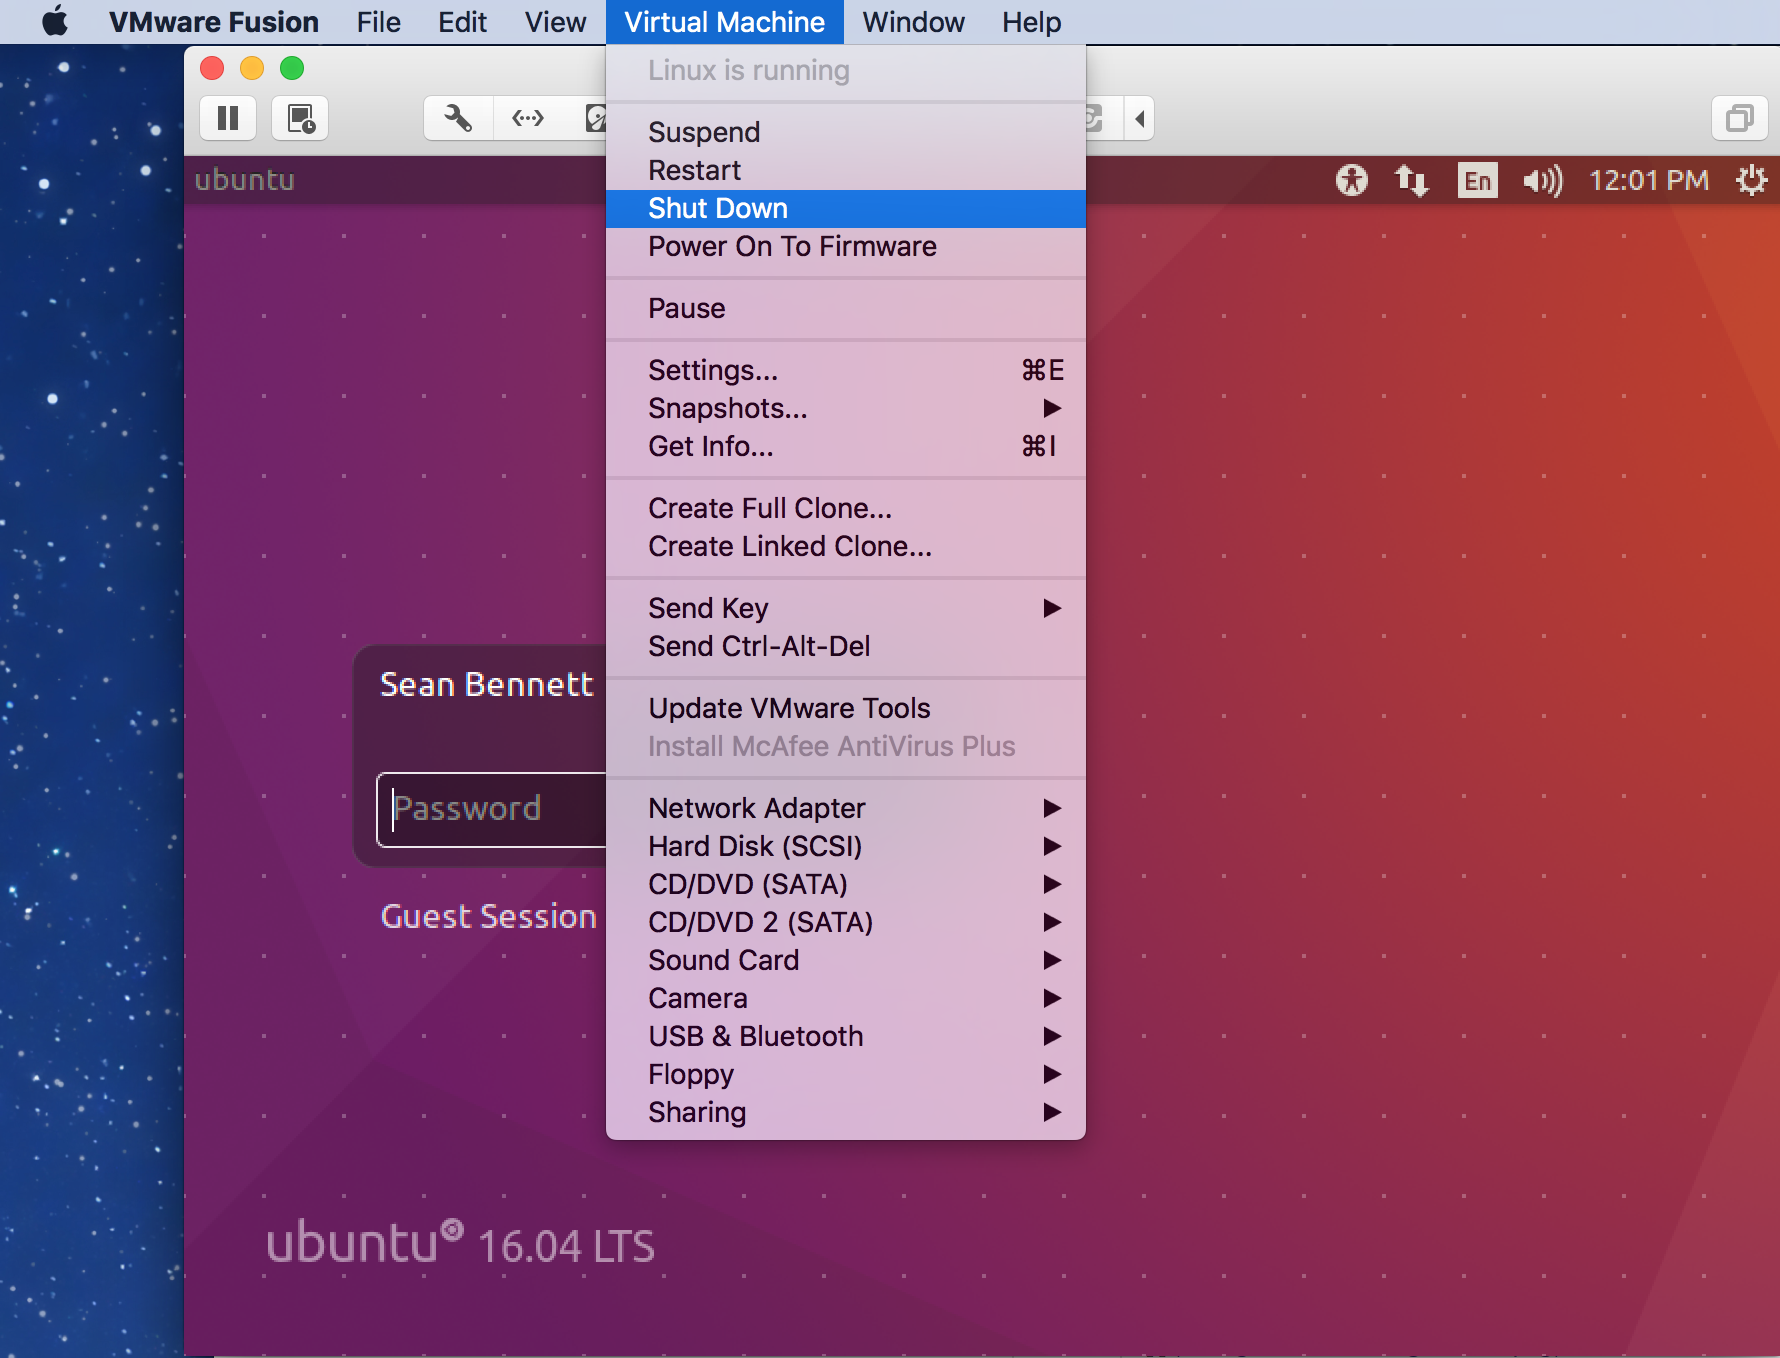 VMware Fusion File Edit View Virtual Machine Window Help
Linux is running
Suspend
Restart
ubuntu En 12:01 PM
Shut Down
Power On To Firmware
Pause
Settings... ⌘E
Snapshots...
Get Info... ⌘I
Create Full Clone...
Create Linked Clone...
Send Key
Send Ctrl-Alt-Del
Sean Bennett
Update VMware Tools
Install McAfee AntiVirus Plus
Password
Network Adapter
Hard Disk (SCSI)
CD/DVD (SATA)
CD/DVD 2 (SATA)
Guest Session
Sound Card
Camera
USB & Bluetooth
Floppy
Sharing
ubuntu 16.04 LTS